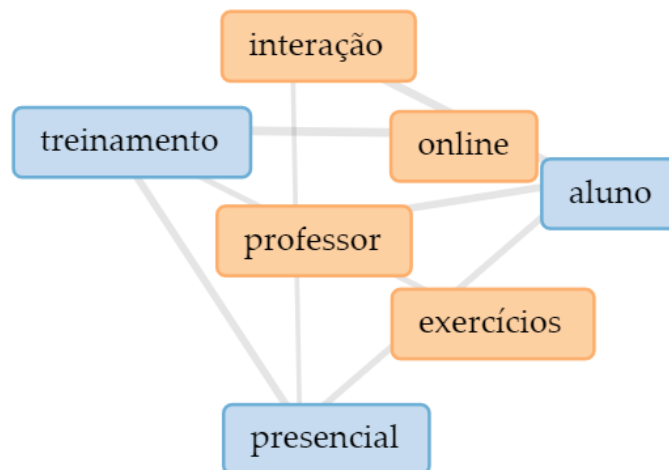 interação
treinamento
online
aluno
professor
exercícios
presencial